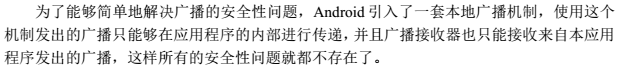 为了能够简单地解决广播的安全性问题，Android 引入了一套本地广播机制，使用这个
机制发出的广播只能够在应用程序的内部进行传递，并且广播接收器也只能接收来自本应用
程序发出的广播，这样所有的安全性问题就都不存在了。